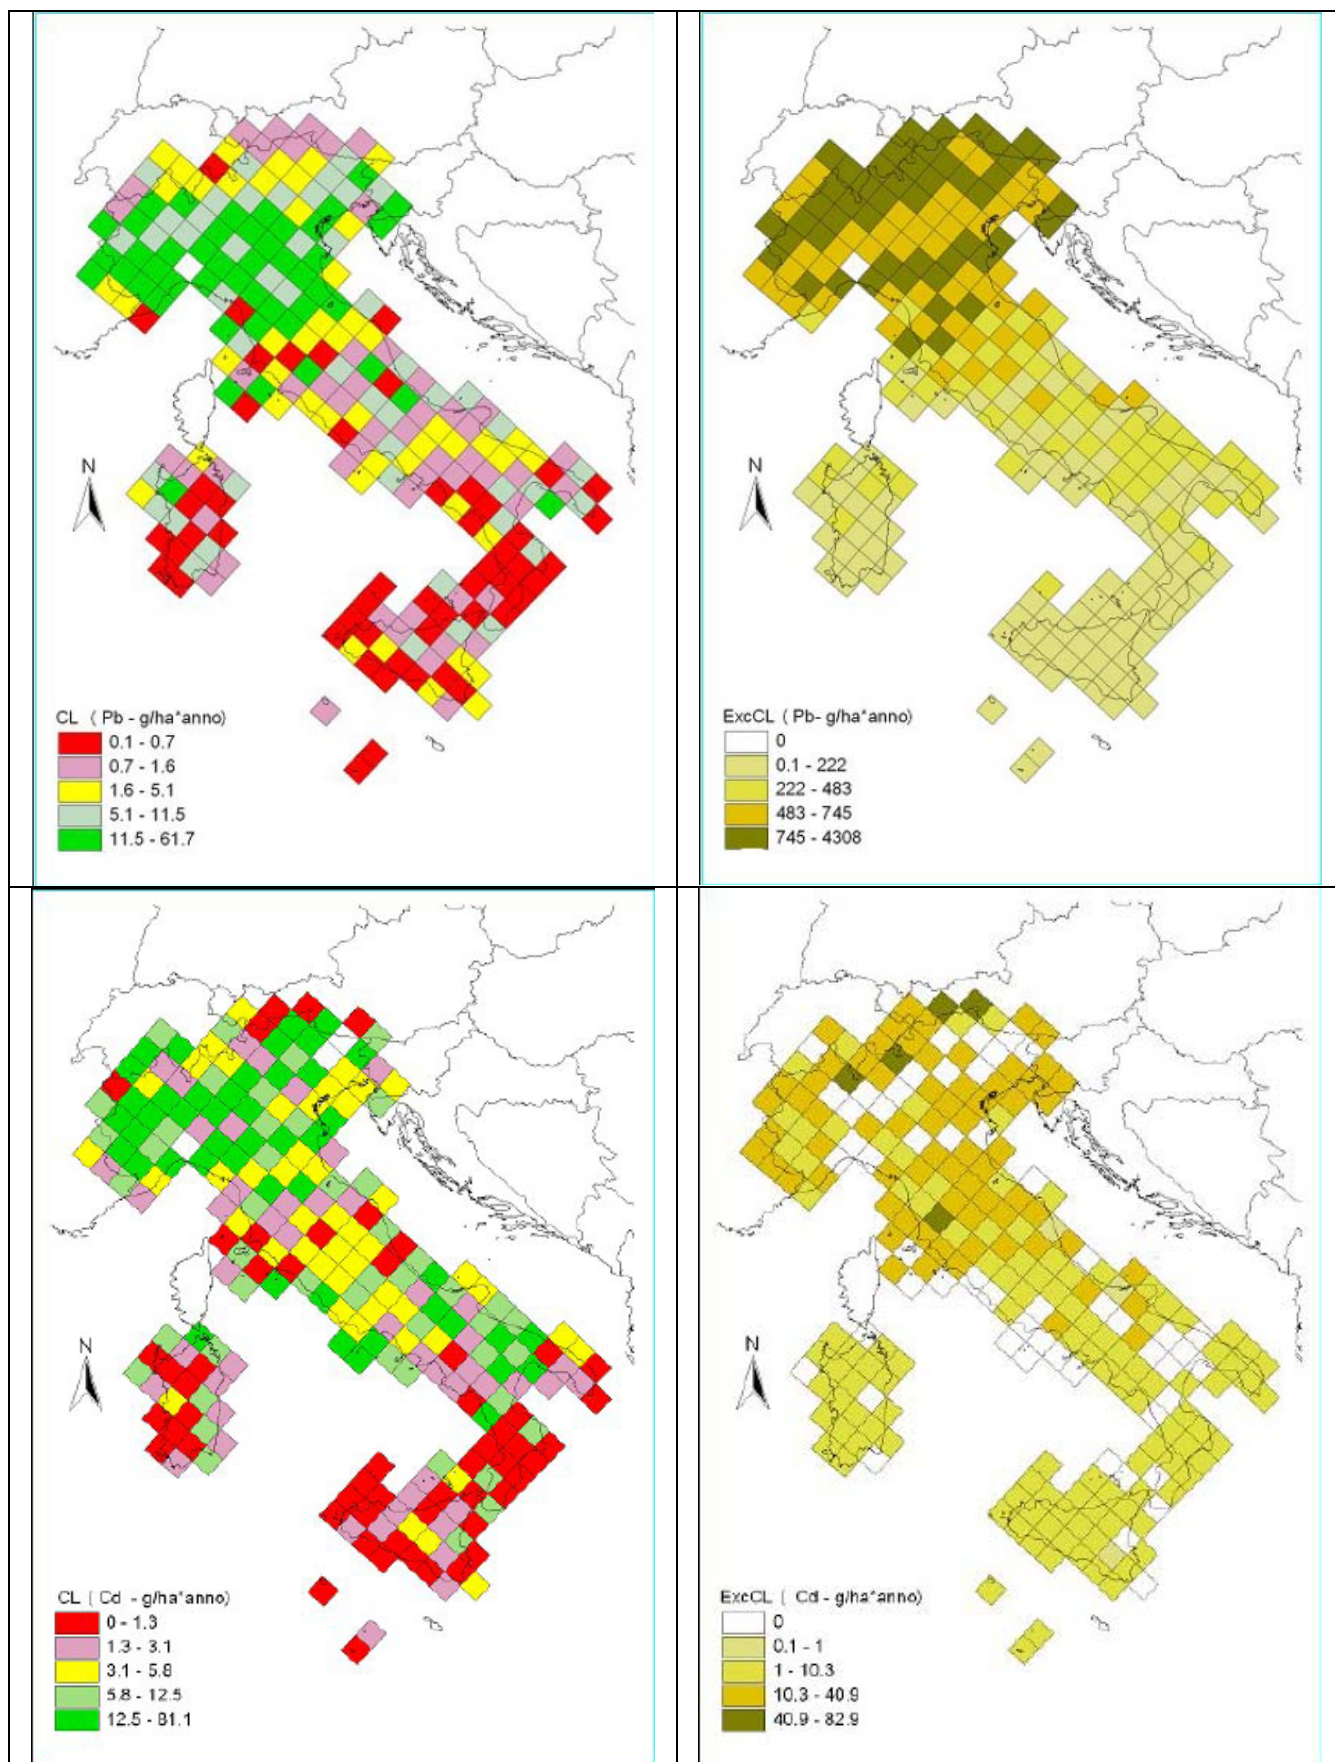 N
CL ( Pb - g/ha*anno)
0.1 - 0.7
0.7 - 1.6
1.6 - 5.1
5.1 - 11.5
11.5 - 61.7
N
ExcCL ( Pb- g/ha*anno)
0
0.1 - 222
222 - 483
483 - 745
745 - 4308
N
CL ( Cd - g/ha*anno)
0 - 1.3
1.3 - 3.1
3.1 - 5.8
5.8 - 12.5
12.5 - 81.1
N
ExcCL ( Cd - g/ha*anno)
0
0.1 - 1
1 - 10.3
10.3 - 40.9
40.9 - 82.9